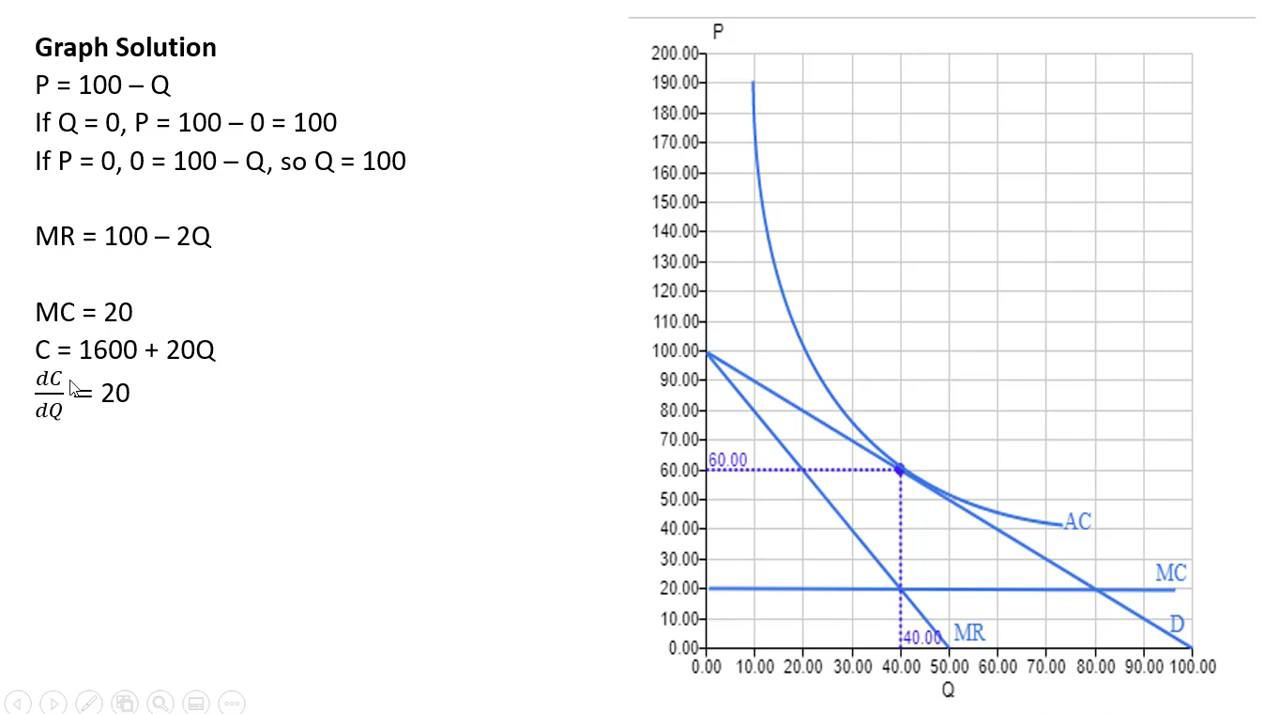 Graph Solution
P = 100 – Q
If Q = 0, P = 100 – 0 = 100
If P = 0, 0 = 100 – Q, so Q = 100
MR = 100 – 2Q
MC = 20
C = 1600 + 20Q
dC/dQ = 20
P
200.00
190.00
180.00
170.00
160.00
150.00
140.00
130.00
120.00
110.00
100.00
90.00
80.00
70.00
60.00
50.00
40.00
30.00
20.00
10.00
0.00
60.00
AC
MC
D
40.00
MR
0.00 10.00 20.00 30.00 40.00 50.00 60.00 70.00 80.00 90.00 100.00
Q